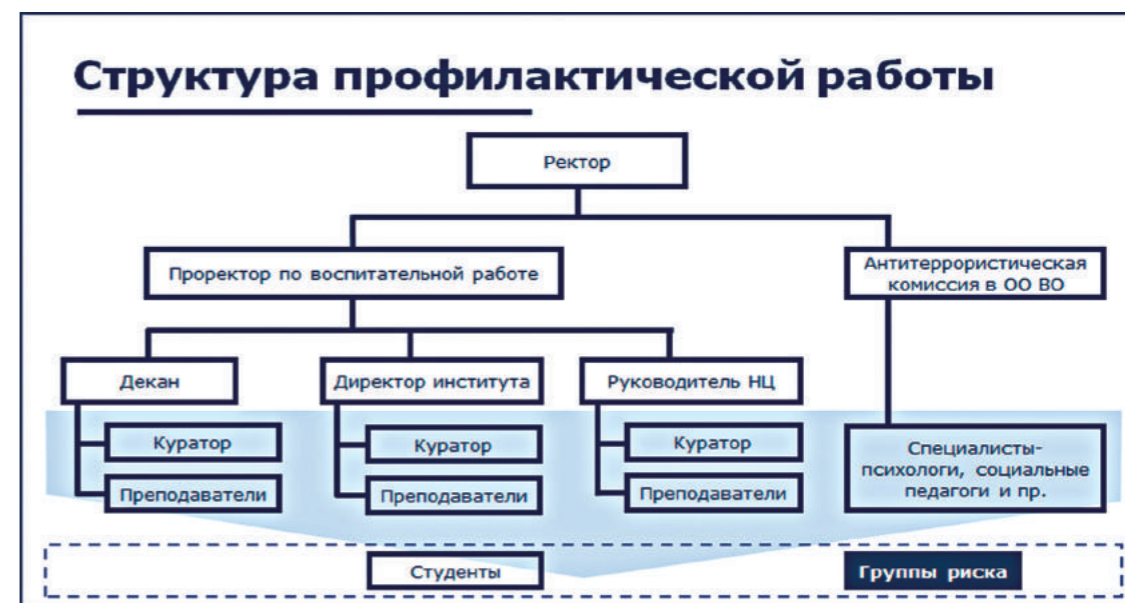 Структура профилактической работы
Ректор
Проректор по воспитательной работе
Антитеррористическая
комиссия в ОО ВО
Декан
Директор института
Руководитель НЦ
Куратор
Куратор
Куратор
Специалисты-
психологи, социальные
педагоги и пр.
Преподаватели
Преподаватели
Преподаватели
Студенты
Группы риска